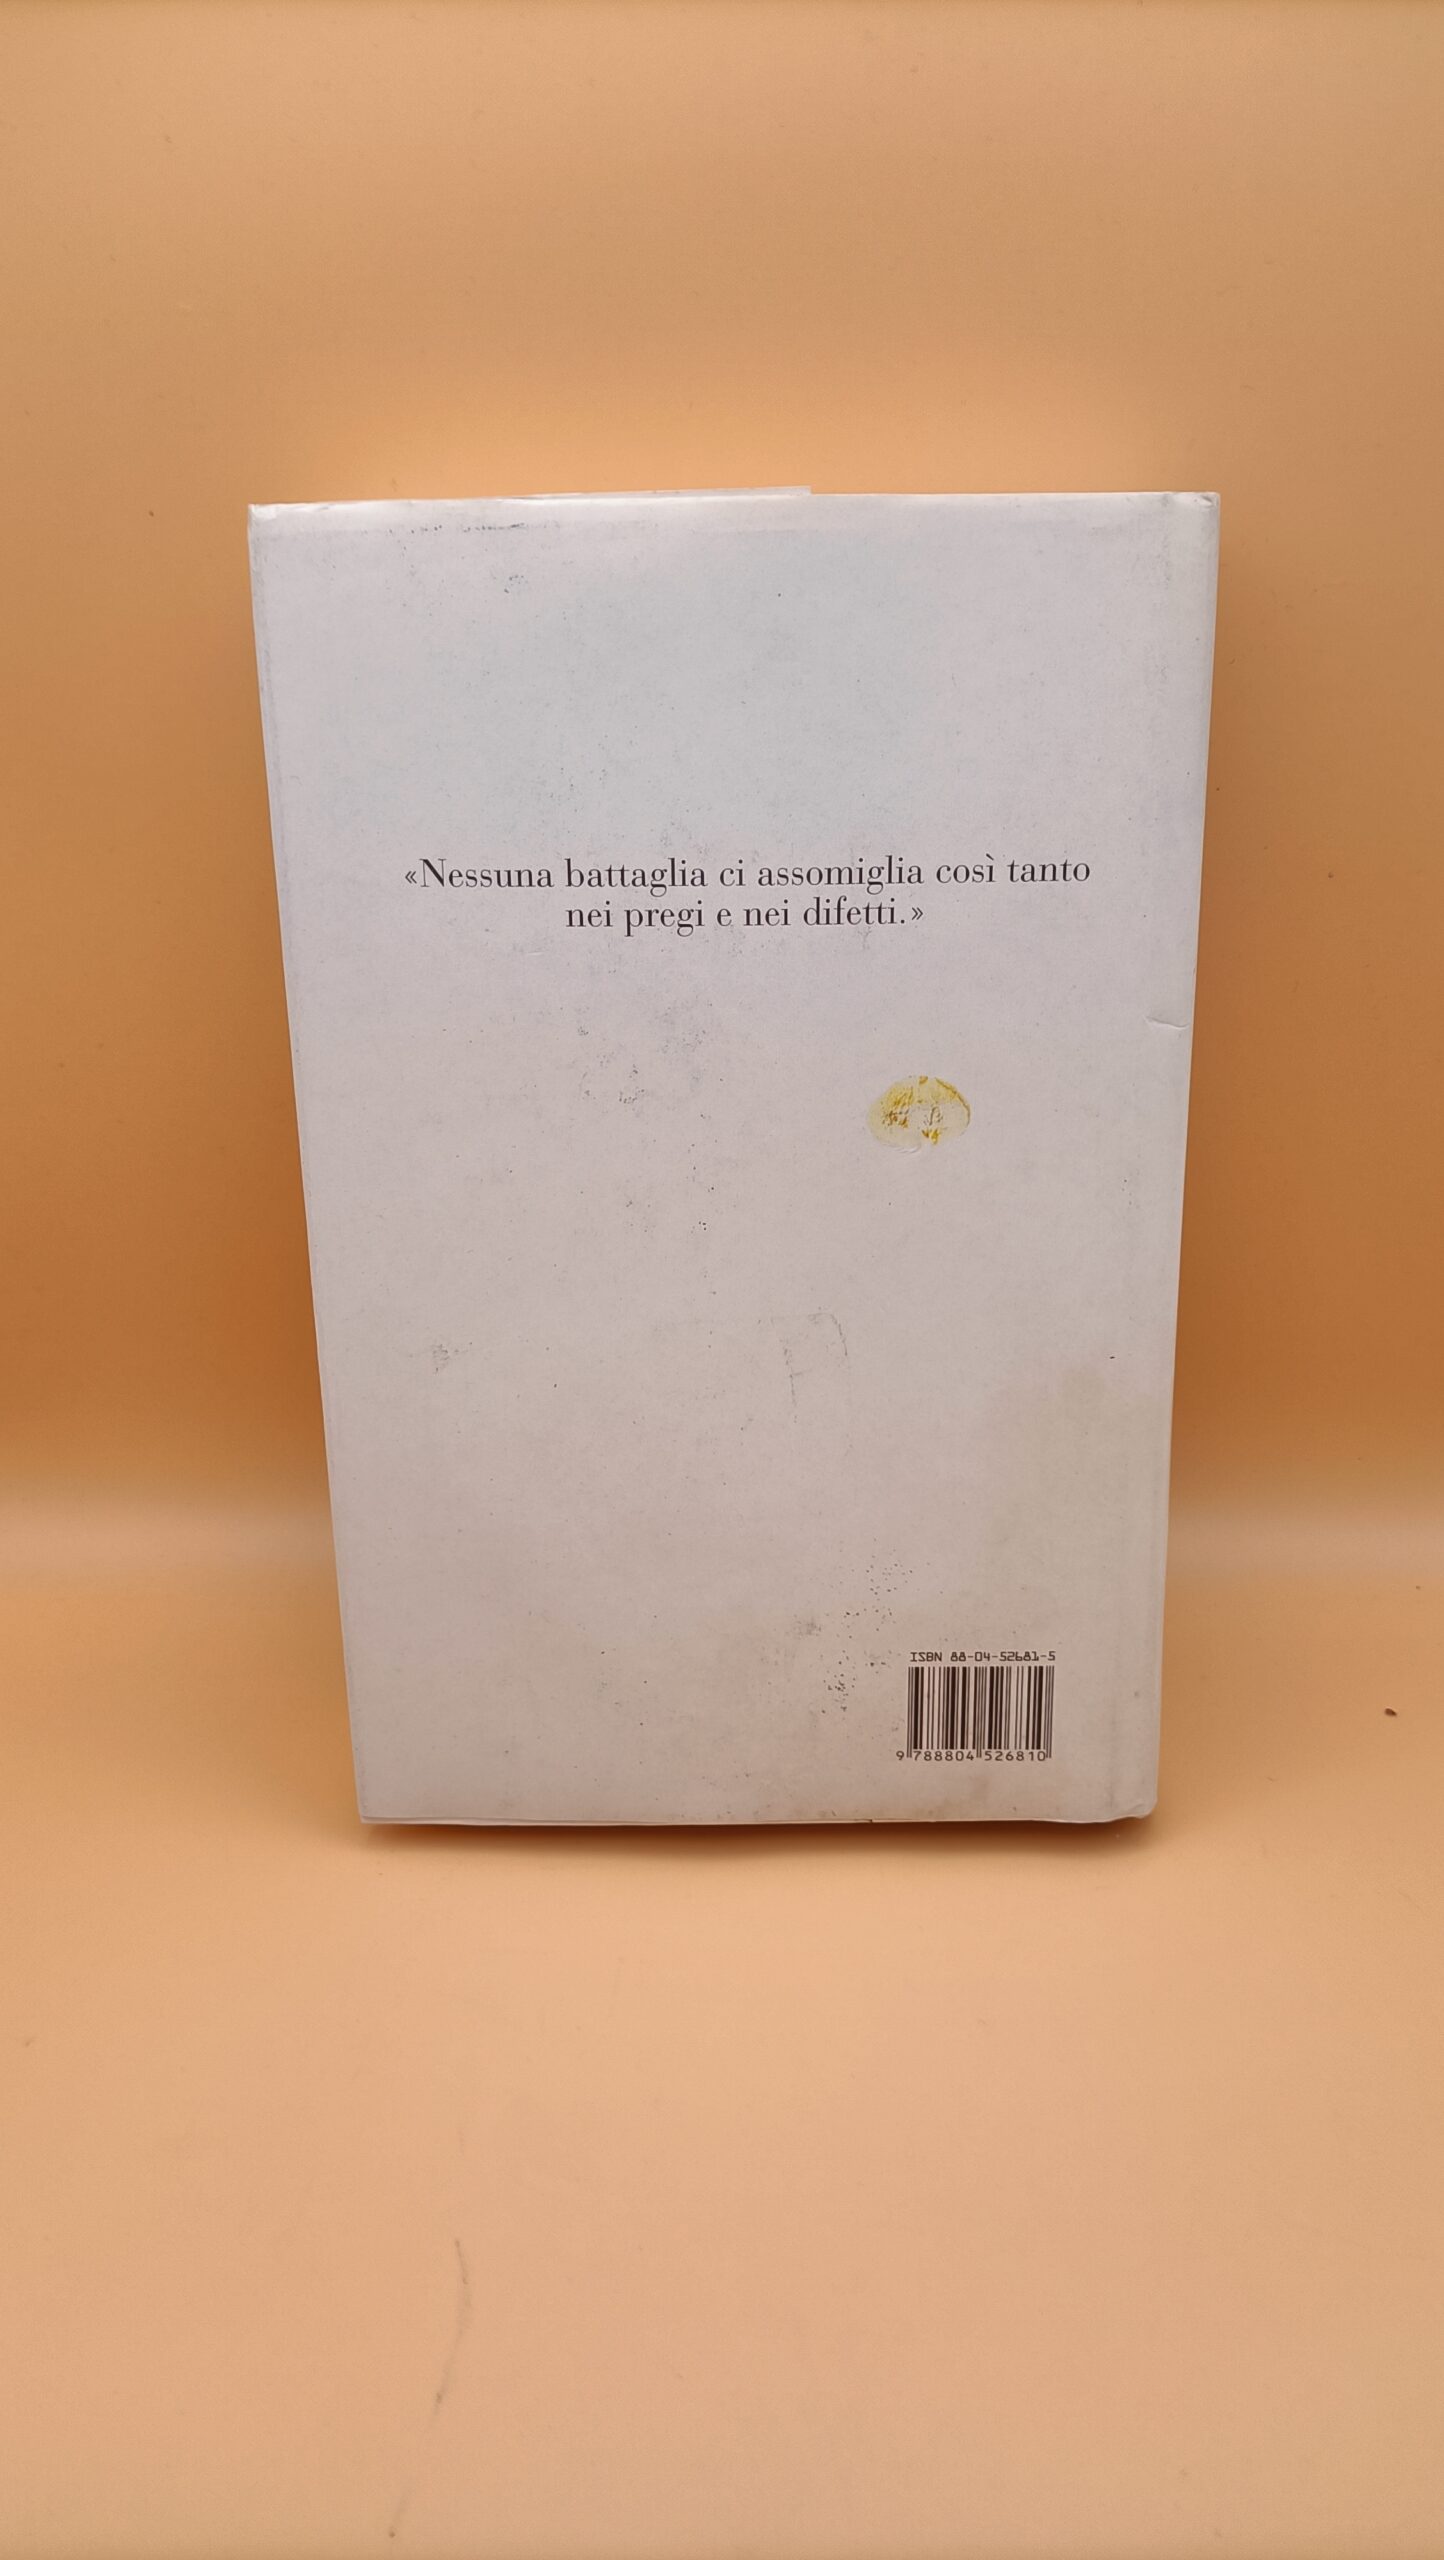 «Nessuna battaglia ci assomiglia così tanto
nei pregi e nei difetti.»
ISBN 88-04-52681-5
9 788804 526810